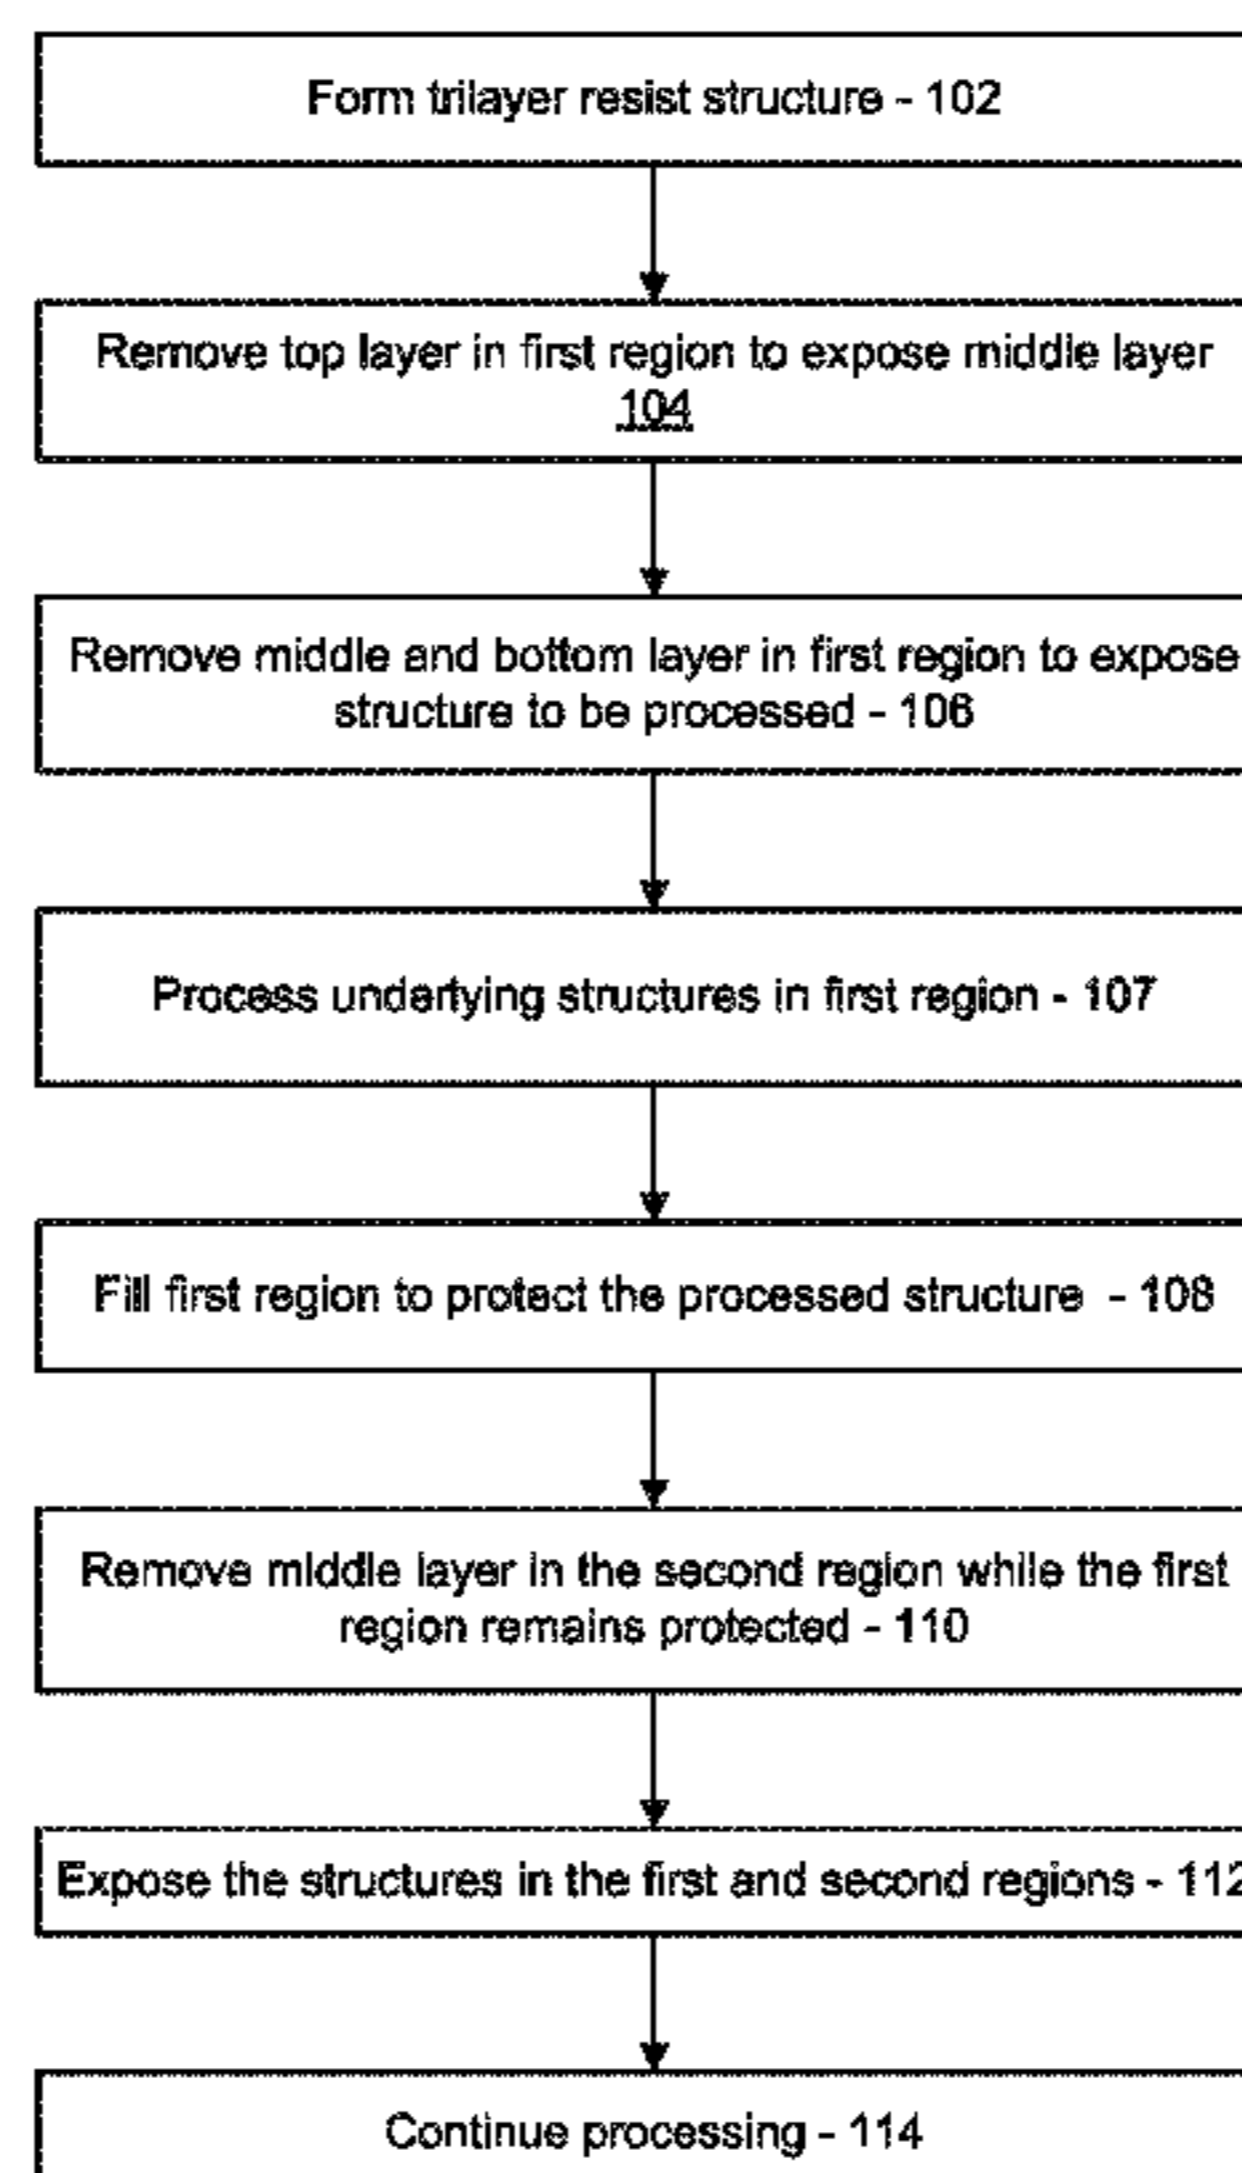 Form trilayer resist structure - 102
Remove top layer in first region to expose middle layer
104
Remove middle and bottom layer in first region to expose
structure to be processed - 106
Process underlying structures in first region - 107
Fill first region to protect the processed structure - 108
Remove middle layer in the second region while the first
region remains protected - 110
Expose the structures in the first and second regions - 112
Continue processing - 114